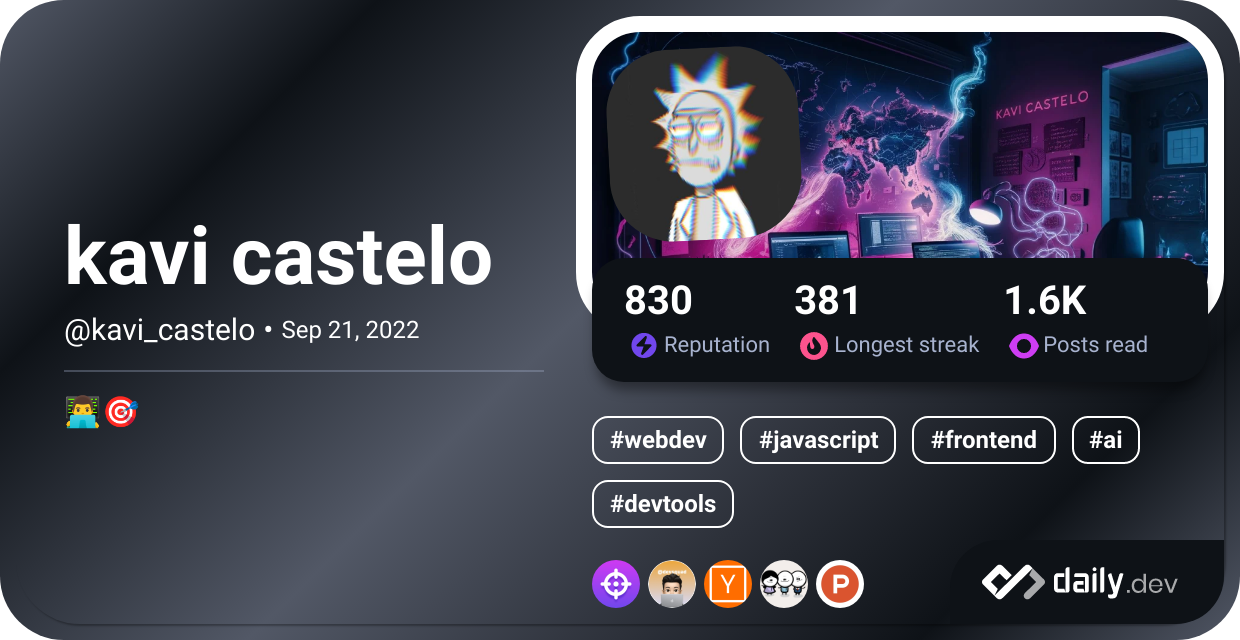 kavi castelo
@kavi_castelo • Sep 21, 2022
KAVI CASTELO
830 381 1.6K
Reputation Longest streak Posts read
#webdev #javascript #frontend #ai
#devtools
Y P
daily.dev